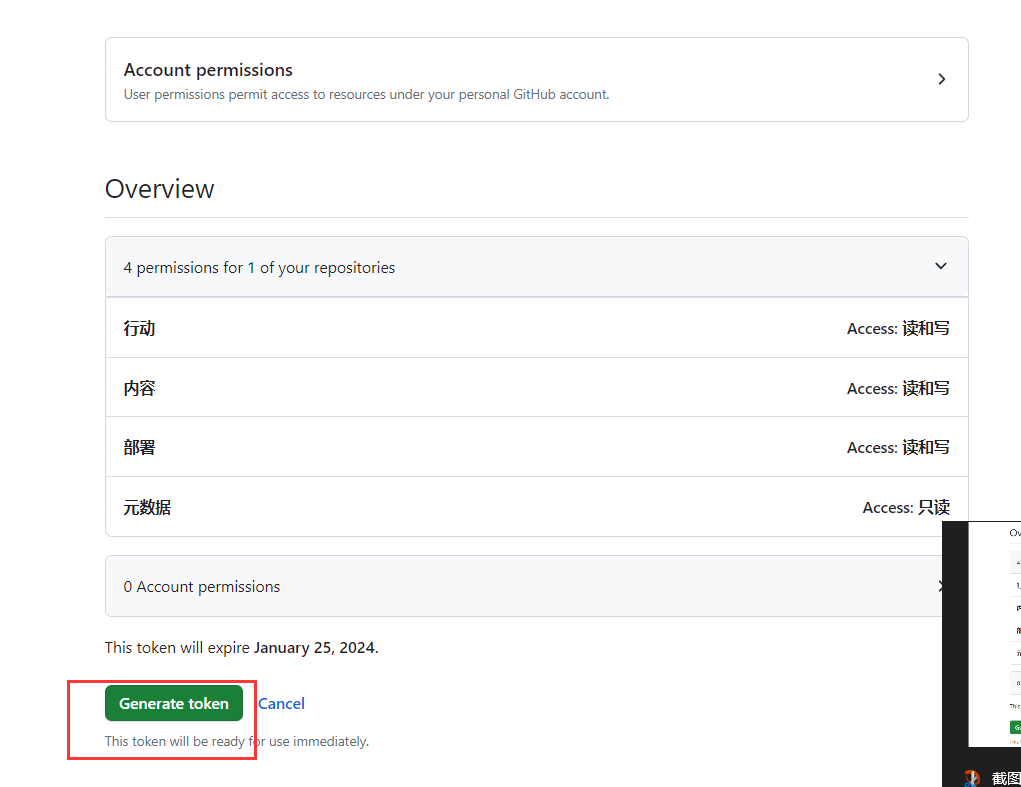 Account permissions
User permissions permit access to resources under your personal GitHub account.
Overview
4 permissions for 1 of your repositories
行动 Access: 读和写
内容 Access: 读和写
部署 Access: 读和写
元数据 Access: 只读
0 Account permissions
This token will expire January 25, 2024.
Generate token Cancel
This token will be ready for use immediately.
Ov
This
截图